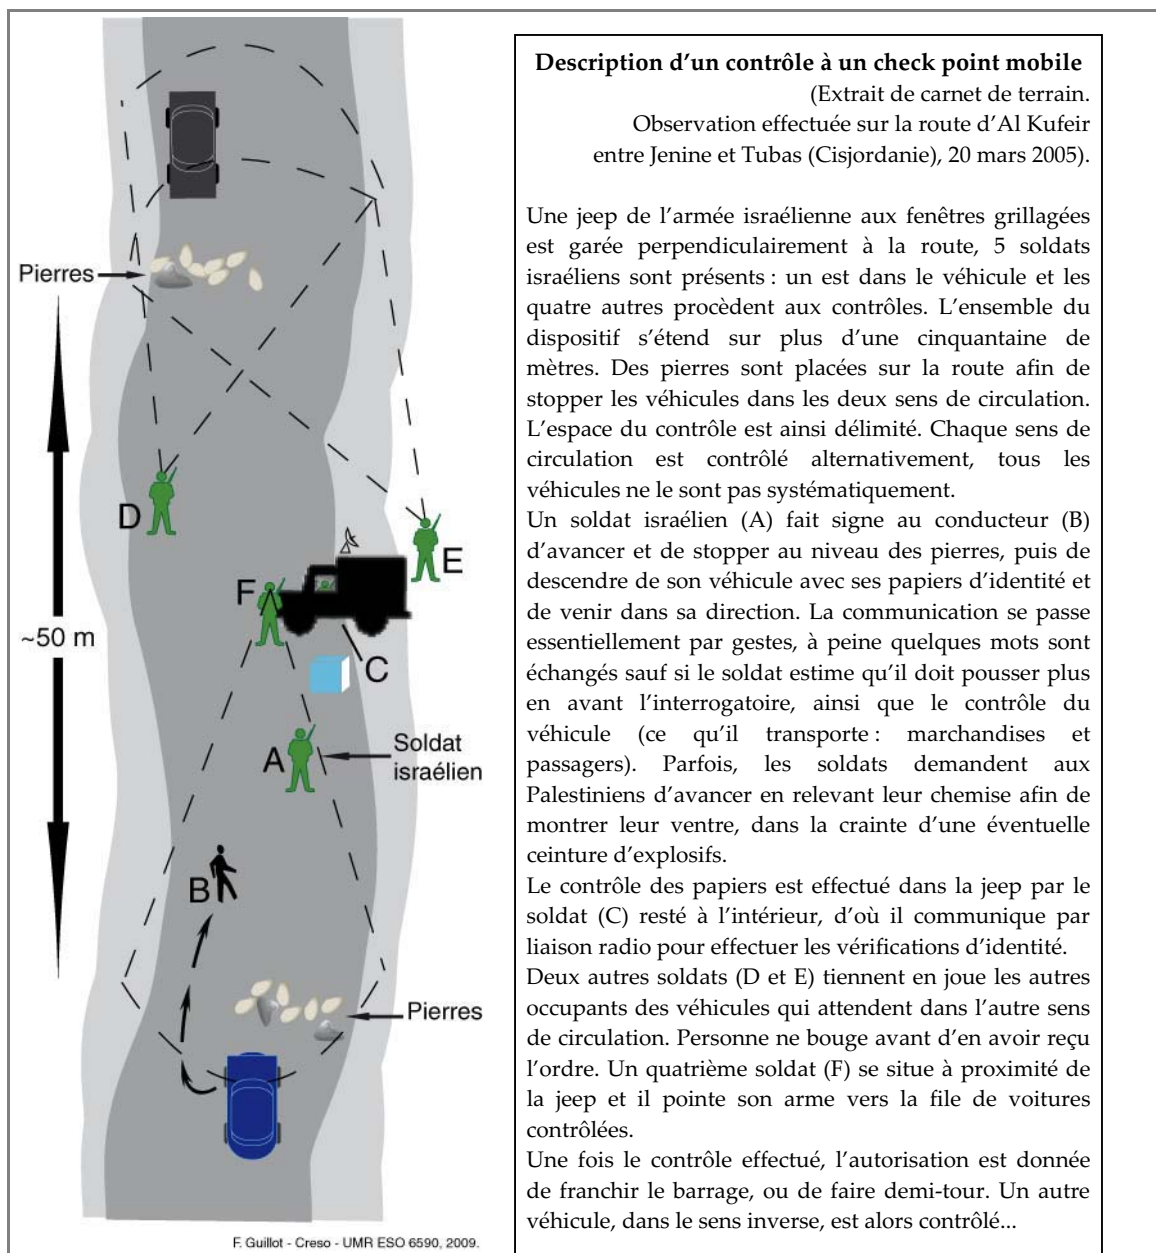 Pierres
D
E
F
~50 m
C
A
Soldat
israélien
B
Pierres
F. Guillot - Creso - UMR ESO 6590, 2009.
Description d’un contrôle à un check point mobile
(Extrait de carnet de terrain.
Observation effectuée sur la route d’Al Kufeir
entre Jenine et Tubas (Cisjordanie), 20 mars 2005).
Une jeep de l’armée israélienne aux fenêtres grillagées
est garée perpendiculairement à la route, 5 soldats
israéliens sont présents : un est dans le véhicule et les
quatre autres procèdent aux contrôles. L’ensemble du
dispositif s’étend sur plus d’une cinquantaine de
mètres. Des pierres sont placées sur la route afin de
stopper les véhicules dans les deux sens de circulation.
L’espace du contrôle est ainsi délimité. Chaque sens de
circulation est contrôlé alternativement, tous les
véhicules ne le sont pas systématiquement.
Un soldat israélien (A) fait signe au conducteur (B)
d’avancer et de stopper au niveau des pierres, puis de
descendre de son véhicule avec ses papiers d’identité et
de venir dans sa direction. La communication se passe
essentiellement par gestes, à peine quelques mots sont
échangés sauf si le soldat estime qu’il doit pousser plus
en avant l’interrogatoire, ainsi que le contrôle du
véhicule (ce qu’il transporte : marchandises et
passagers). Parfois, les soldats demandent aux
Palestiniens d’avancer en relevant leur chemise afin de
montrer leur ventre, dans la crainte d’une éventuelle
ceinture d’explosifs.
Le contrôle des papiers est effectué dans la jeep par le
soldat (C) resté à l’intérieur, d’où il communique par
liaison radio pour effectuer les vérifications d’identité.
Deux autres soldats (D et E) tiennent en joue les autres
occupants des véhicules qui attendent dans l’autre sens
de circulation. Personne ne bouge avant d’en avoir reçu
l’ordre. Un quatrième soldat (F) se situe à proximité de
la jeep et il pointe son arme vers la file de voitures
contrôlées.
Une fois le contrôle effectué, l’autorisation est donnée
de franchir le barrage, ou de faire demi-tour. Un autre
véhicule, dans le sens inverse, est alors contrôlé...